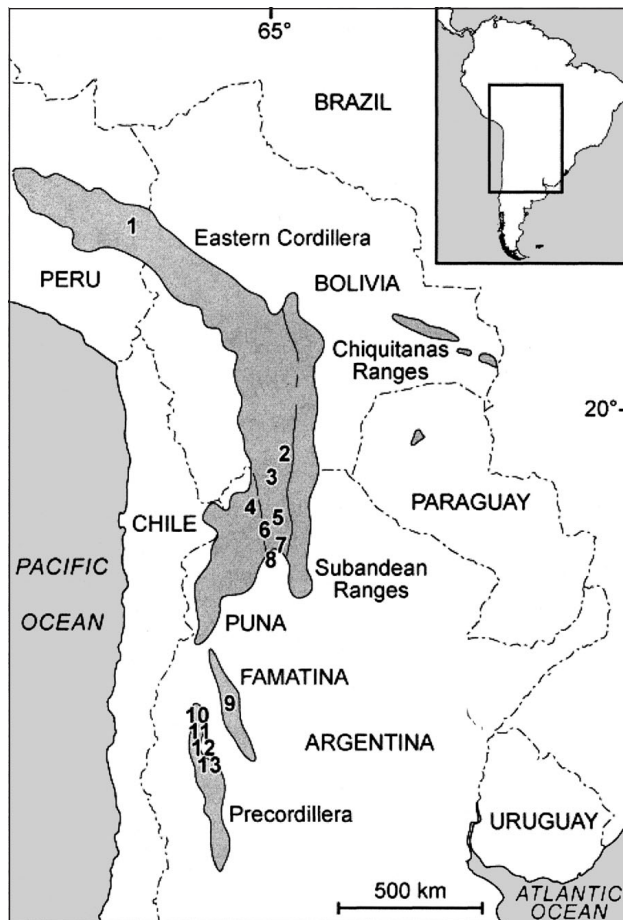 65°
BRAZIL
1
Eastern Cordillera
PERU
BOLIVIA
Chiquitanas
Ranges
20°
2
3
4
5
6
7
8
CHILE
PARAGUAY
PACIFIC
OCEAN
Subandean
Ranges
PUNA
FAMATINA
9
10
11
12
13
ARGENTINA
Precordillera
URUGUAY
500 km
ATLANTIC
OCEAN